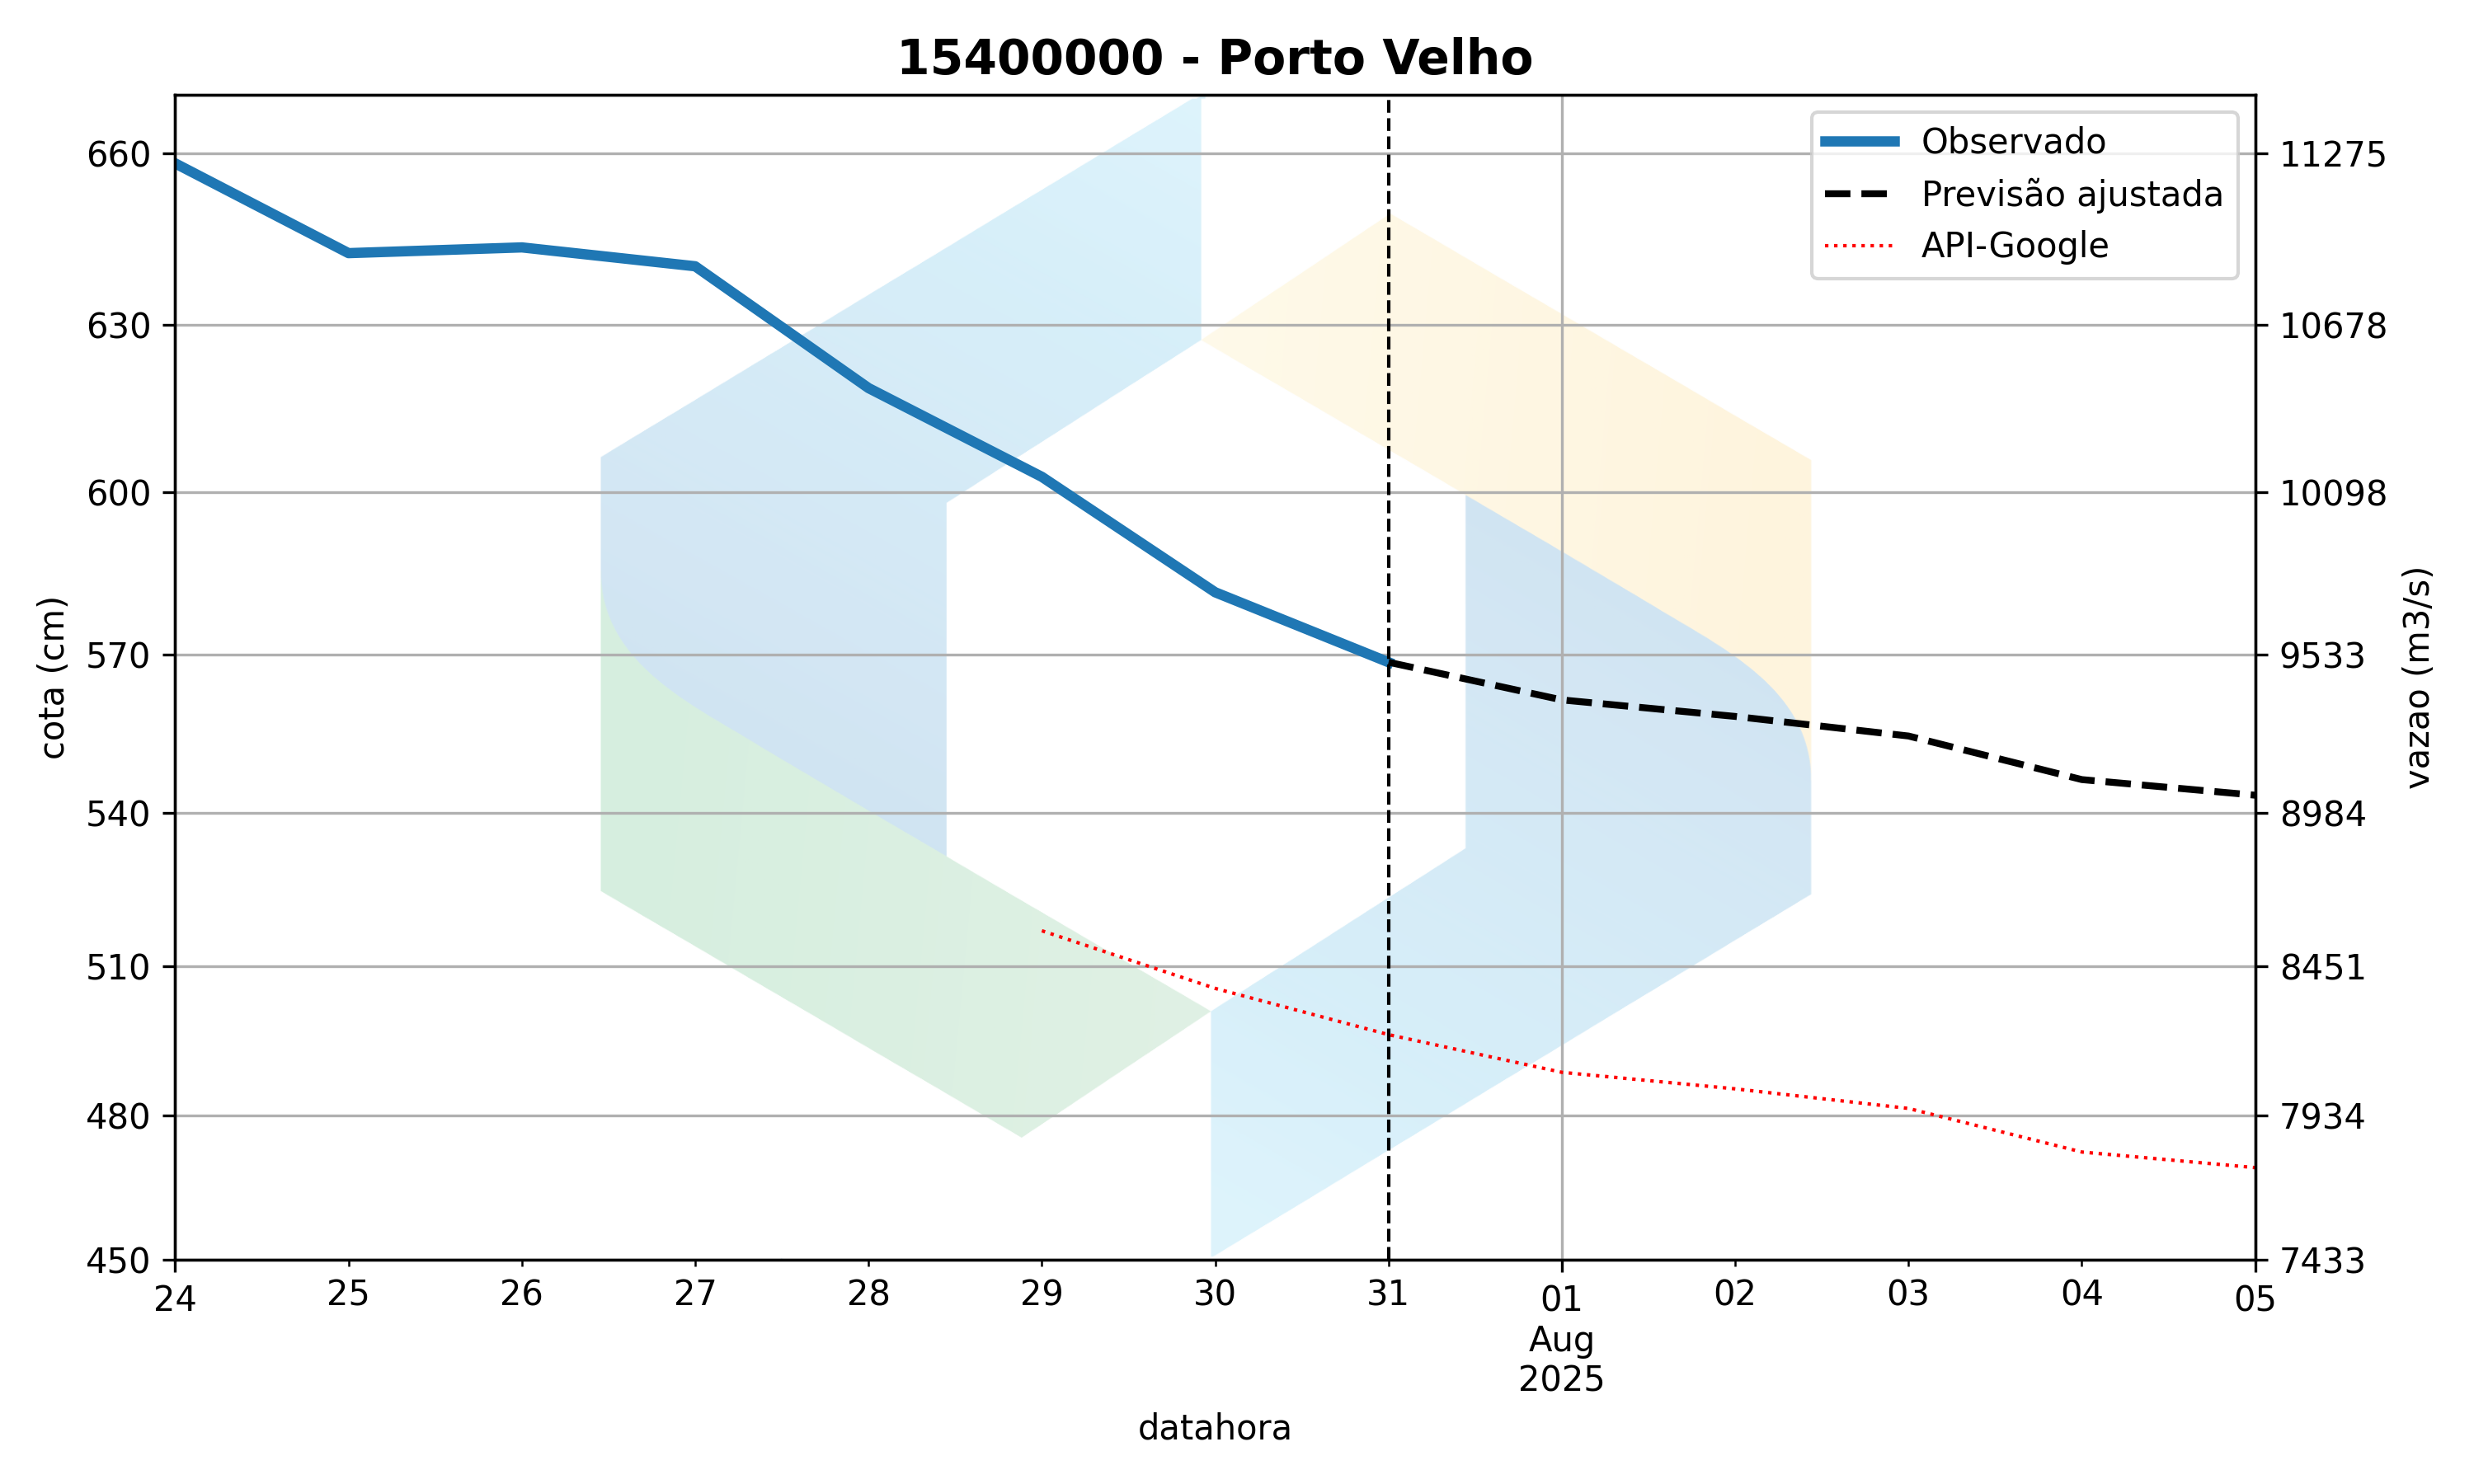 15400000 - Porto Velho
Observado
Previsão ajustada
API-Google
660
630
600
570
540
510
480
450
cota (cm)
11275
10678
10098
9533
8984
8451
7934
7433
vazao (m3/s)
24 25 26 27 28 29 30 31 01 02 03 04 05
Aug
2025
datahora